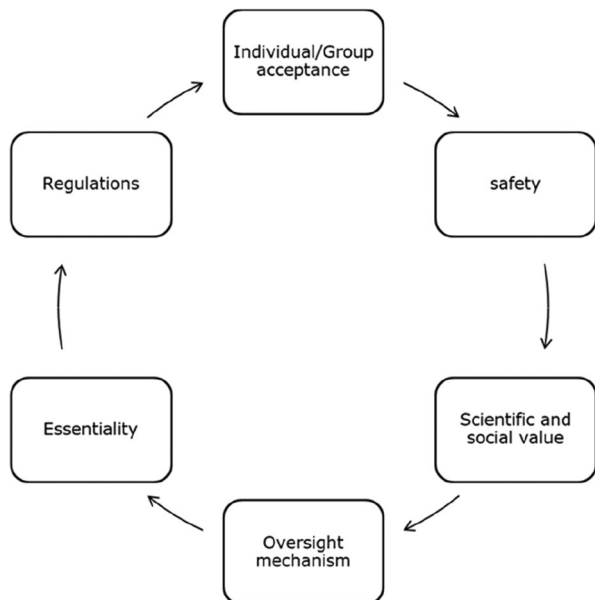 Individual/Group
acceptance
safety
Scientific and
social value
Oversight
mechanism
Essentiality
Regulations